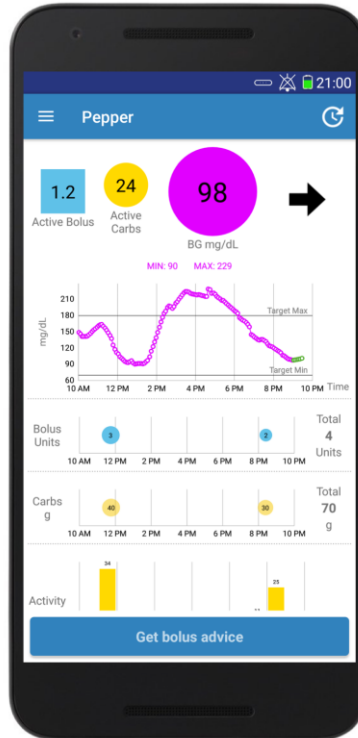 21:00
Pepper
1.2
24
98
Active Bolus
Active
Carbs
BG mg/dL
MIN: 90 MAX: 229
mg/dL
210
180
150
120
90
60
Target Max
Target Min
10 AM 12 PM 2 PM 4 PM 6 PM 8 PM 10 PM Time
Bolus
Units
3
2
Total
4
Units
10 AM 12 PM 2 PM 4 PM 6 PM 8 PM 10 PM
Carbs
g
40
30
Total
70
g
10 AM 12 PM 2 PM 4 PM 6 PM 8 PM 10 PM
Activity
34
25
Get bolus advice